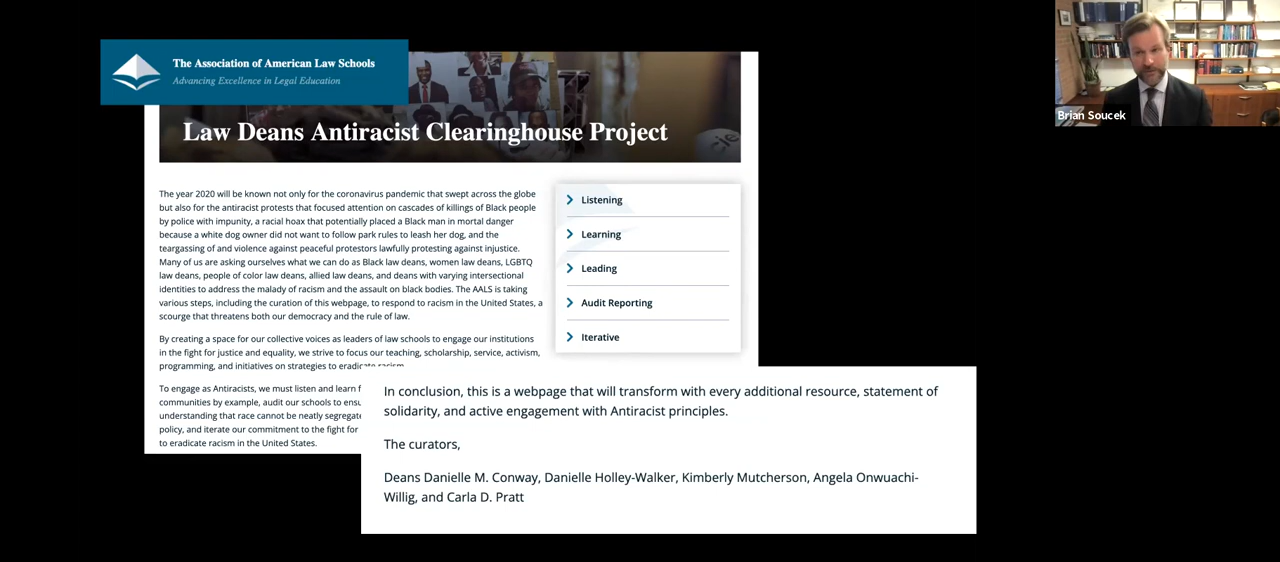 The Association of American Law Schools
Advancing Excellence in Legal Education
Law Deans Antiracist Clearinghouse Project
The year 2020 will be known not only for the coronavirus pandemic that swept across the globe
but also for the antiracist protests that focused attention on cascades of killings of Black people
by police with impunity, a racial hoax that potentially placed a Black man in mortal danger
because a white dog owner did not want to follow park rules to leash her dog, and the
teargassing of and violence against peaceful protestors lawfully protesting against injustice.
Many of us are asking ourselves what we can do as Black law deans, women law deans, LGBTQ
law deans, people of color law deans, allied law deans, and deans with varying intersectional
identities to address the malady of racism and the assault on black bodies. The AALS is taking
various steps, including the curation of this webpage, to respond to racism in the United States, a
scourge that threatens both our democracy and the rule of law.
By creating a space for our collective voices as leaders of law schools to engage our institutions
in the fight for justice and equality, we strive to focus our teaching, scholarship, service, activism,
programming, and initiatives on strategies to eradicate racism.
To engage as Antiracists, we must listen and learn f
communities by example, audit our schools to ensu
understanding that race cannot be neatly segregate
policy, and iterate our commitment to the fight for
to eradicate racism in the United States.
Listening
Learning
Leading
Audit Reporting
Iterative
In conclusion, this is a webpage that will transform with every additional resource, statement of
solidarity, and active engagement with Antiracist principles.
The curators,
Deans Danielle M. Conway, Danielle Holley-Walker, Kimberly Mutcherson, Angela Onwuachi-
Willig, and Carla D. Pratt
Brian Soucek